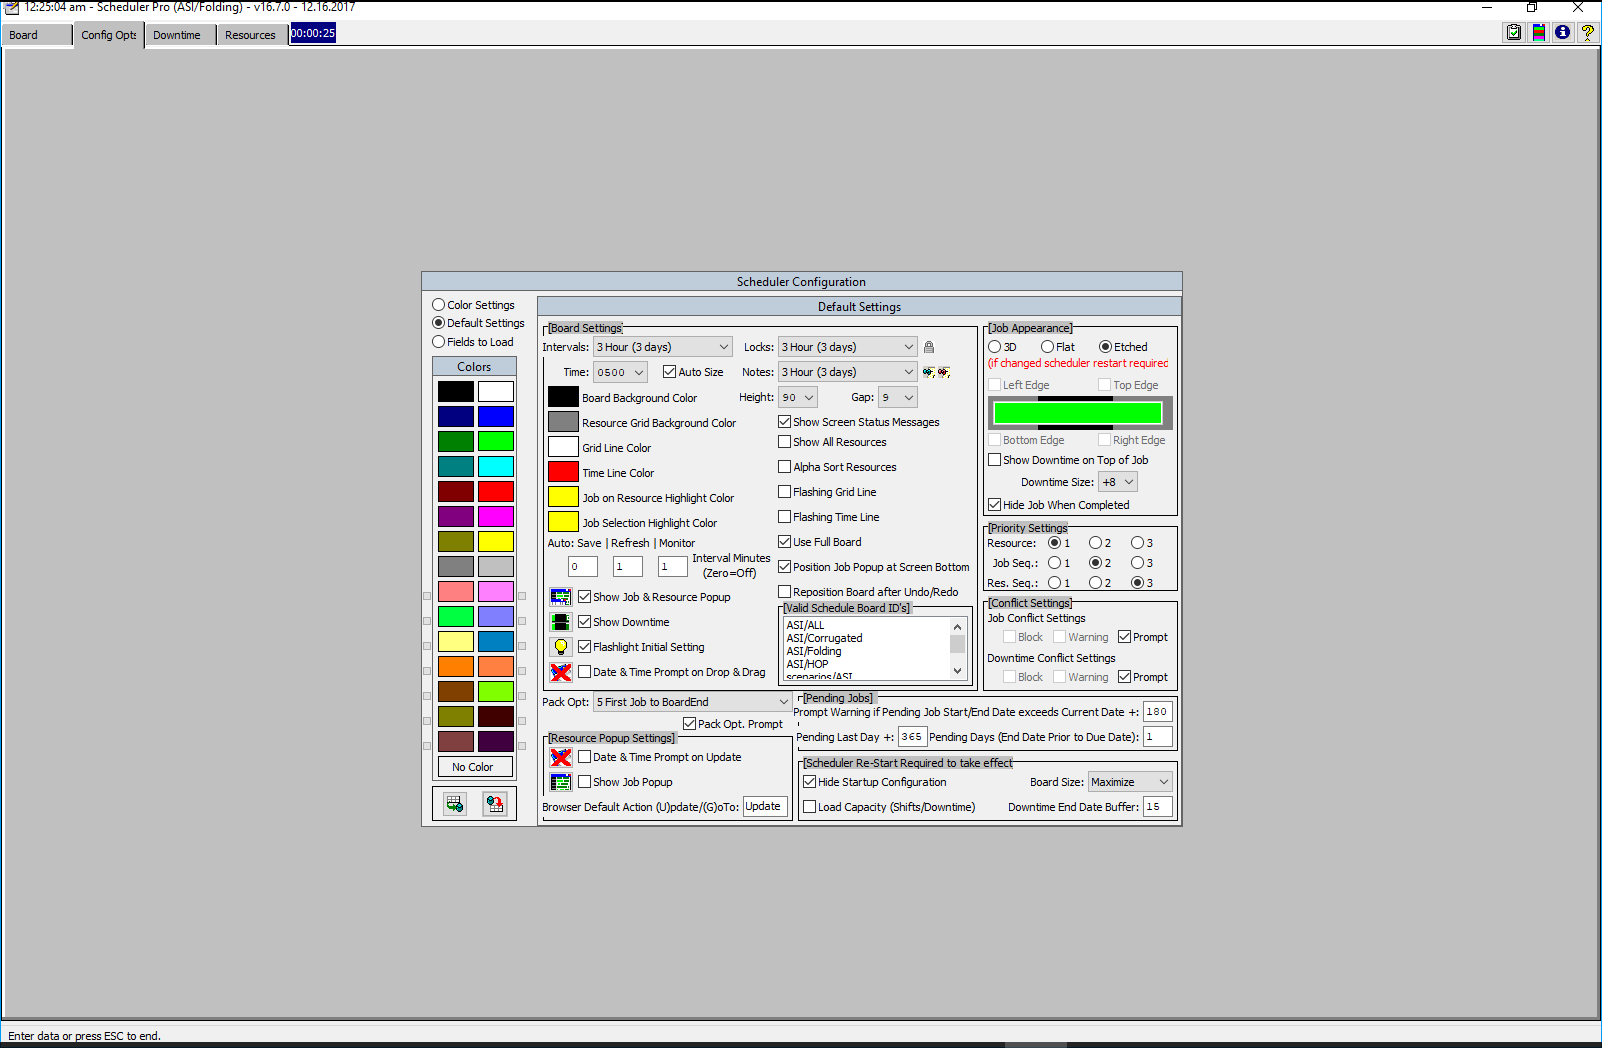 12:25:04 am - Scheduler Pro (ASI/Folding) - v16.7.0 - 12.16.2017
Board
Config Opts
Downtime
Resources
00:00:25
Scheduler Configuration
Color Settings
Default Settings
Fields to Load
Colors
No Color
Default Settings
[Board Settings]
Intervals: 3 Hour (3 days)
Locks: 3 Hour (3 days)
Time: 0500
Auto Size
Notes: 3 Hour (3 days)
Board Background Color
Height: 90
Gap: 9
Resource Grid Background Color
Show Screen Status Messages
Grid Line Color
Show All Resources
Time Line Color
Alpha Sort Resources
Job on Resource Highlight Color
Flashing Grid Line
Job Selection Highlight Color
Flashing Time Line
Auto: Save | Refresh | Monitor
Use Full Board
0
1
1
Interval Minutes
(Zero=Off)
Position Job Popup at Screen Bottom
Show Job & Resource Popup
Reposition Board after Undo/Redo
Show Downtime
Flashlight Initial Setting
Date & Time Prompt on Drop & Drag
[Valid Schedule Board ID's]
ASI/ALL
ASI/Corrugated
ASI/Folding
ASI/HOP
scenarios/ASI
Pack Opt: 5 First Job to BoardEnd
Pack Opt. Prompt
[Resource Popup Settings]
Date & Time Prompt on Update
Show Job Popup
Browser Default Action (U)pdate/(G)oTo: Update
[Job Appearance]
3D
Flat
Etched
(if changed scheduler restart required
Left Edge
Top Edge
Bottom Edge
Right Edge
Show Downtime on Top of Job
Downtime Size: +8
Hide Job When Completed
[Priority Settings
Resource: 1 2 3
Job Seq.: 1 2 3
Res. Seq.: 1 2 3
[Conflict Settings]
Job Conflict Settings
Block
Warning
Prompt
Downtime Conflict Settings
Block
Warning
Prompt
[Pending Jobs]
Prompt Warning if Pending Job Start/End Date exceeds Current Date +: 180
Pending Last Day +: 365
Pending Days (End Date Prior to Due Date): 1
[Scheduler Re-Start Required to take effect
Hide Startup Configuration
Board Size: Maximize
Load Capacity (Shifts/Downtime)
Downtime End Date Buffer: 15
Enter data or press ESC to end.